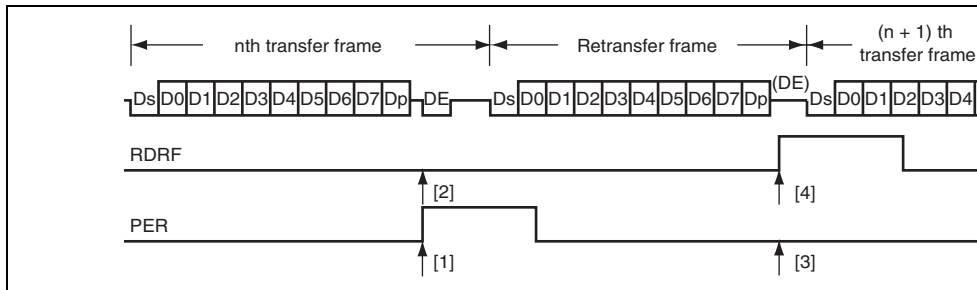 nth transfer frame
Retransfer frame
(n + 1) th
transfer frame
Ds D0 D1 D2 D3 D4 D5 D6 D7 Dp DE
Ds D0 D1 D2 D3 D4 D5 D6 D7 Dp (DE)
Ds D0 D1 D2 D3 D4
RDRF
[2]
[4]
PER
[1]
[3]